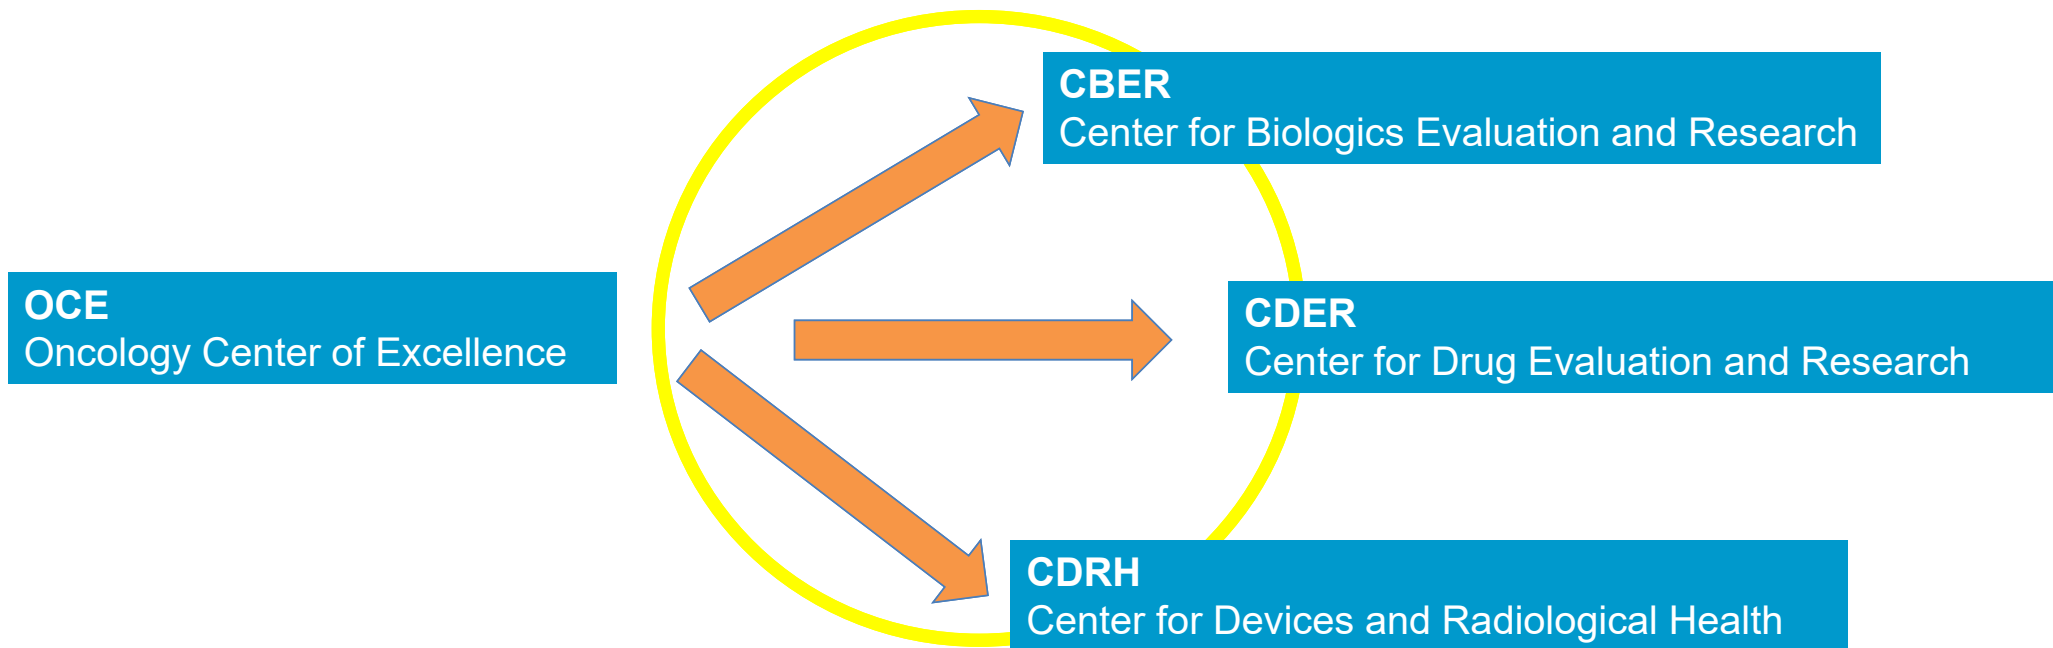 CBER
Center for Biologics Evaluation and Research
OCE
Oncology Center of Excellence
CDER
Center for Drug Evaluation and Research
CDRH
Center for Devices and Radiological Health